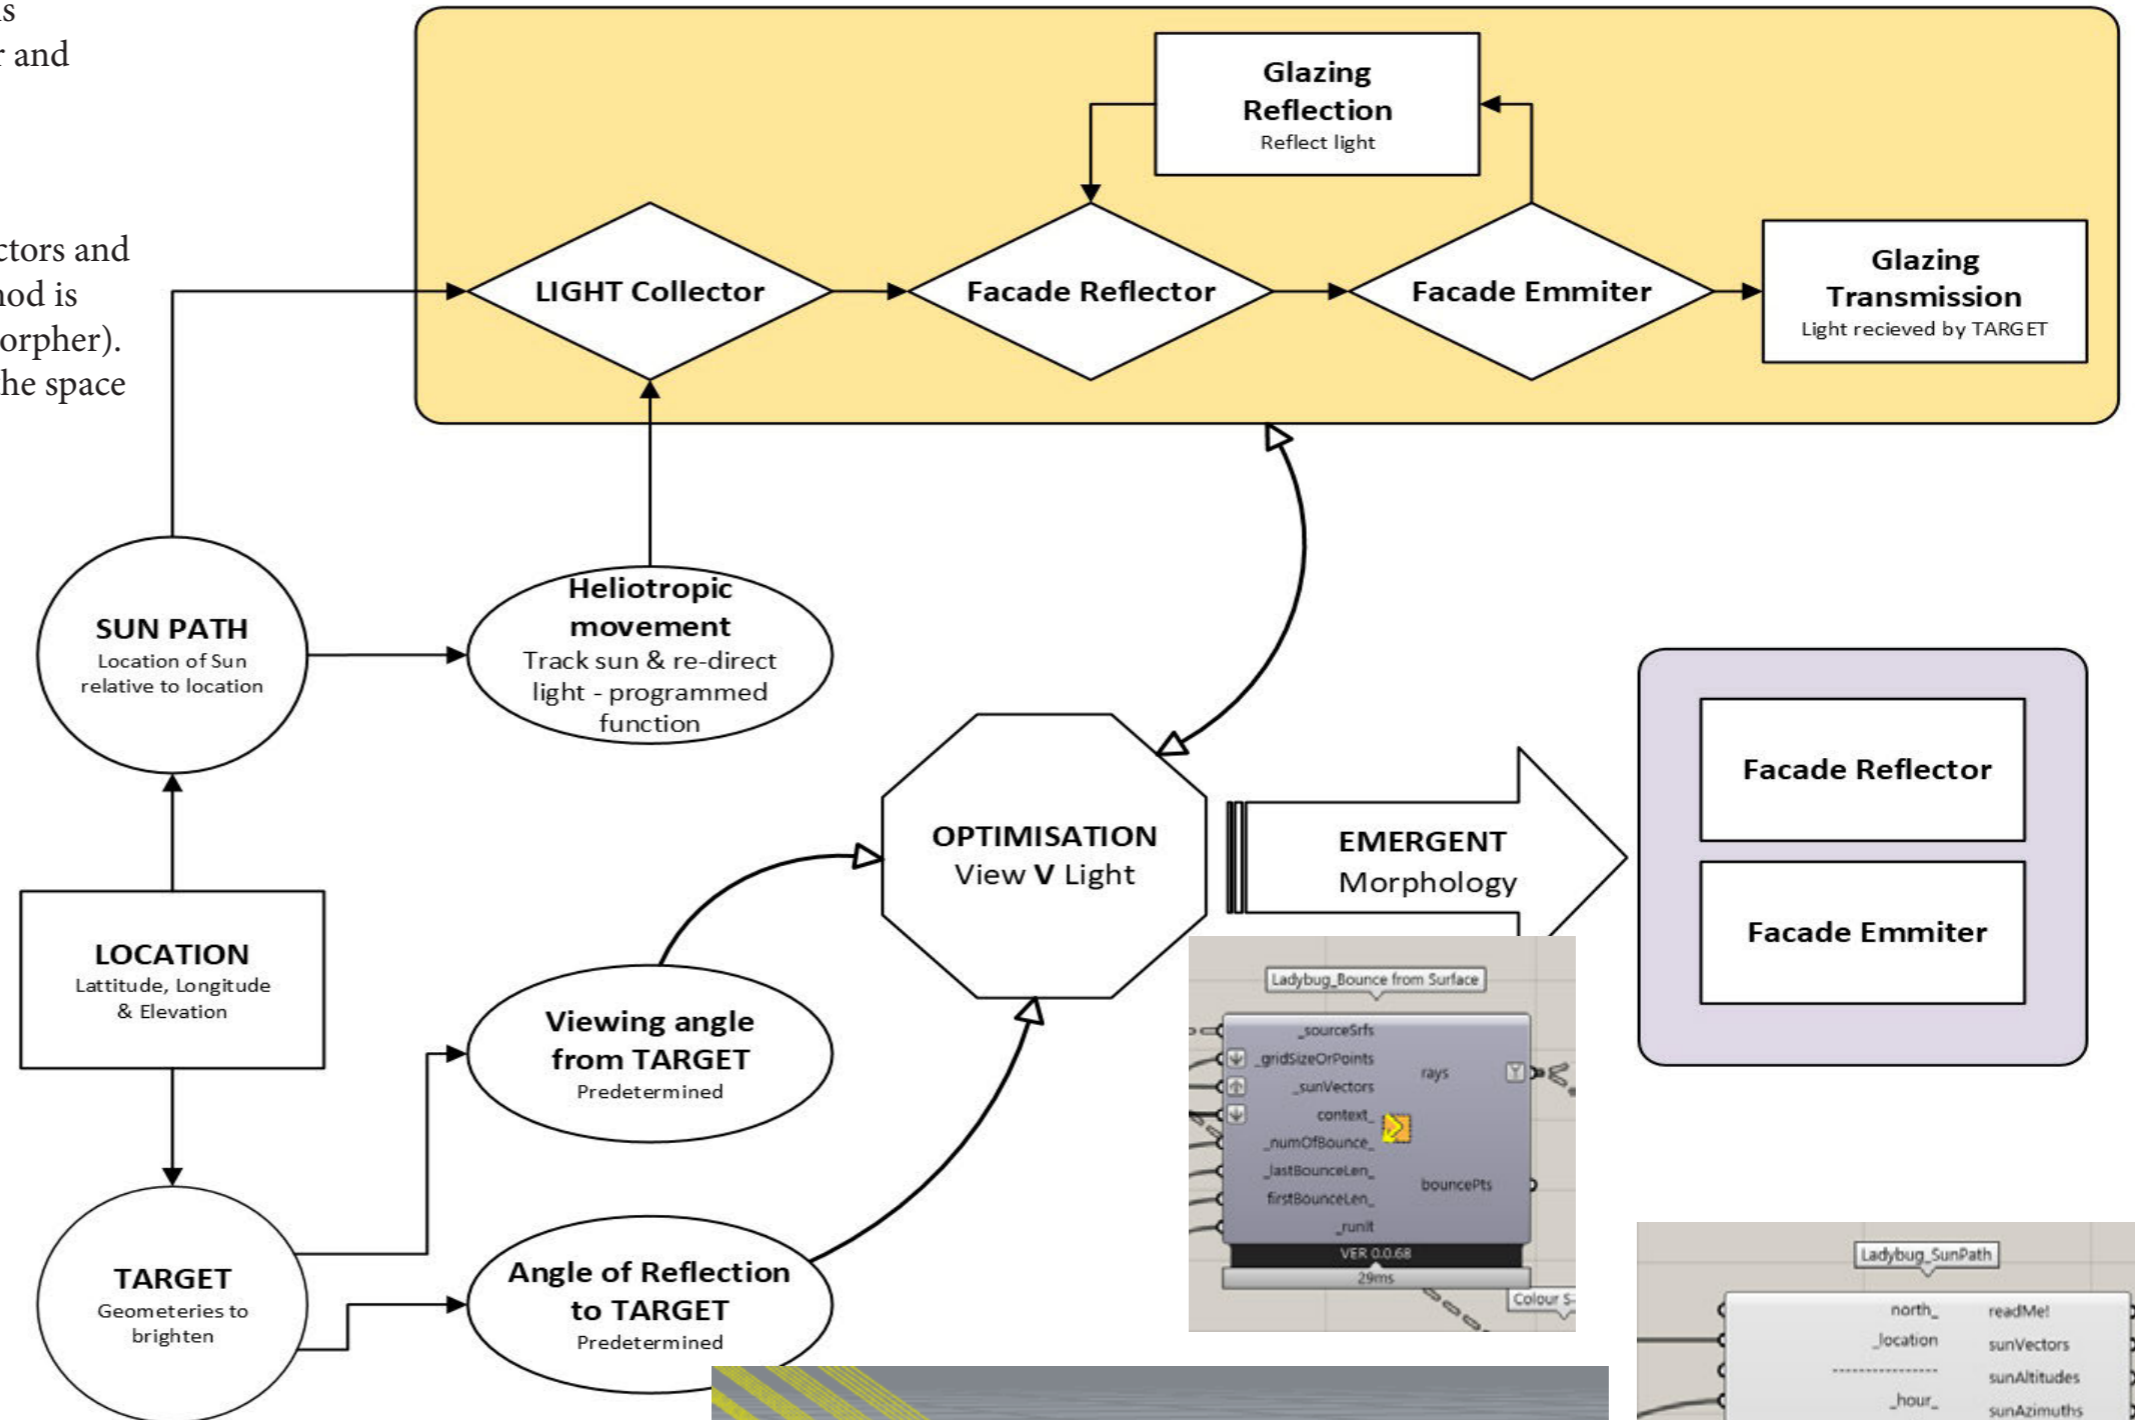 r and
ctors and
nod is
orpher).
he space
Glazing
Reflection
Reflect light
LIGHT Collector
Facade Reflector
Facade Emmiter
Glazing
Transmission
Light recieved by TARGET
SUN PATH
Location of Sun
relative to location
Heliotropic
movement
Track sun & re-direct
light - programmed
function
LOCATION
Lattitude, Longitude
& Elevation
OPTIMISATION
View V Light
EMERGENT
Morphology
Facade Reflector
Facade Emmiter
Viewing angle
from TARGET
Predetermined
TARGET
Geometeries to
brighten
Angle of Reflection
to TARGET
Predetermined
Ladybug_Bounce from Surface
_sourceSrfs
_gridSizeOrPoints
_sunVectors
context_
_numOfBounce_
_lastBounceLen_
firstBounceLen_
_runIt
rays
bouncePts
VER 0.0.68
29ms
Colour S
Ladybug_SunPath
north_
_location
--------------
_hour_
readMe!
sunVectors
sunAltitudes
sunAzimuths